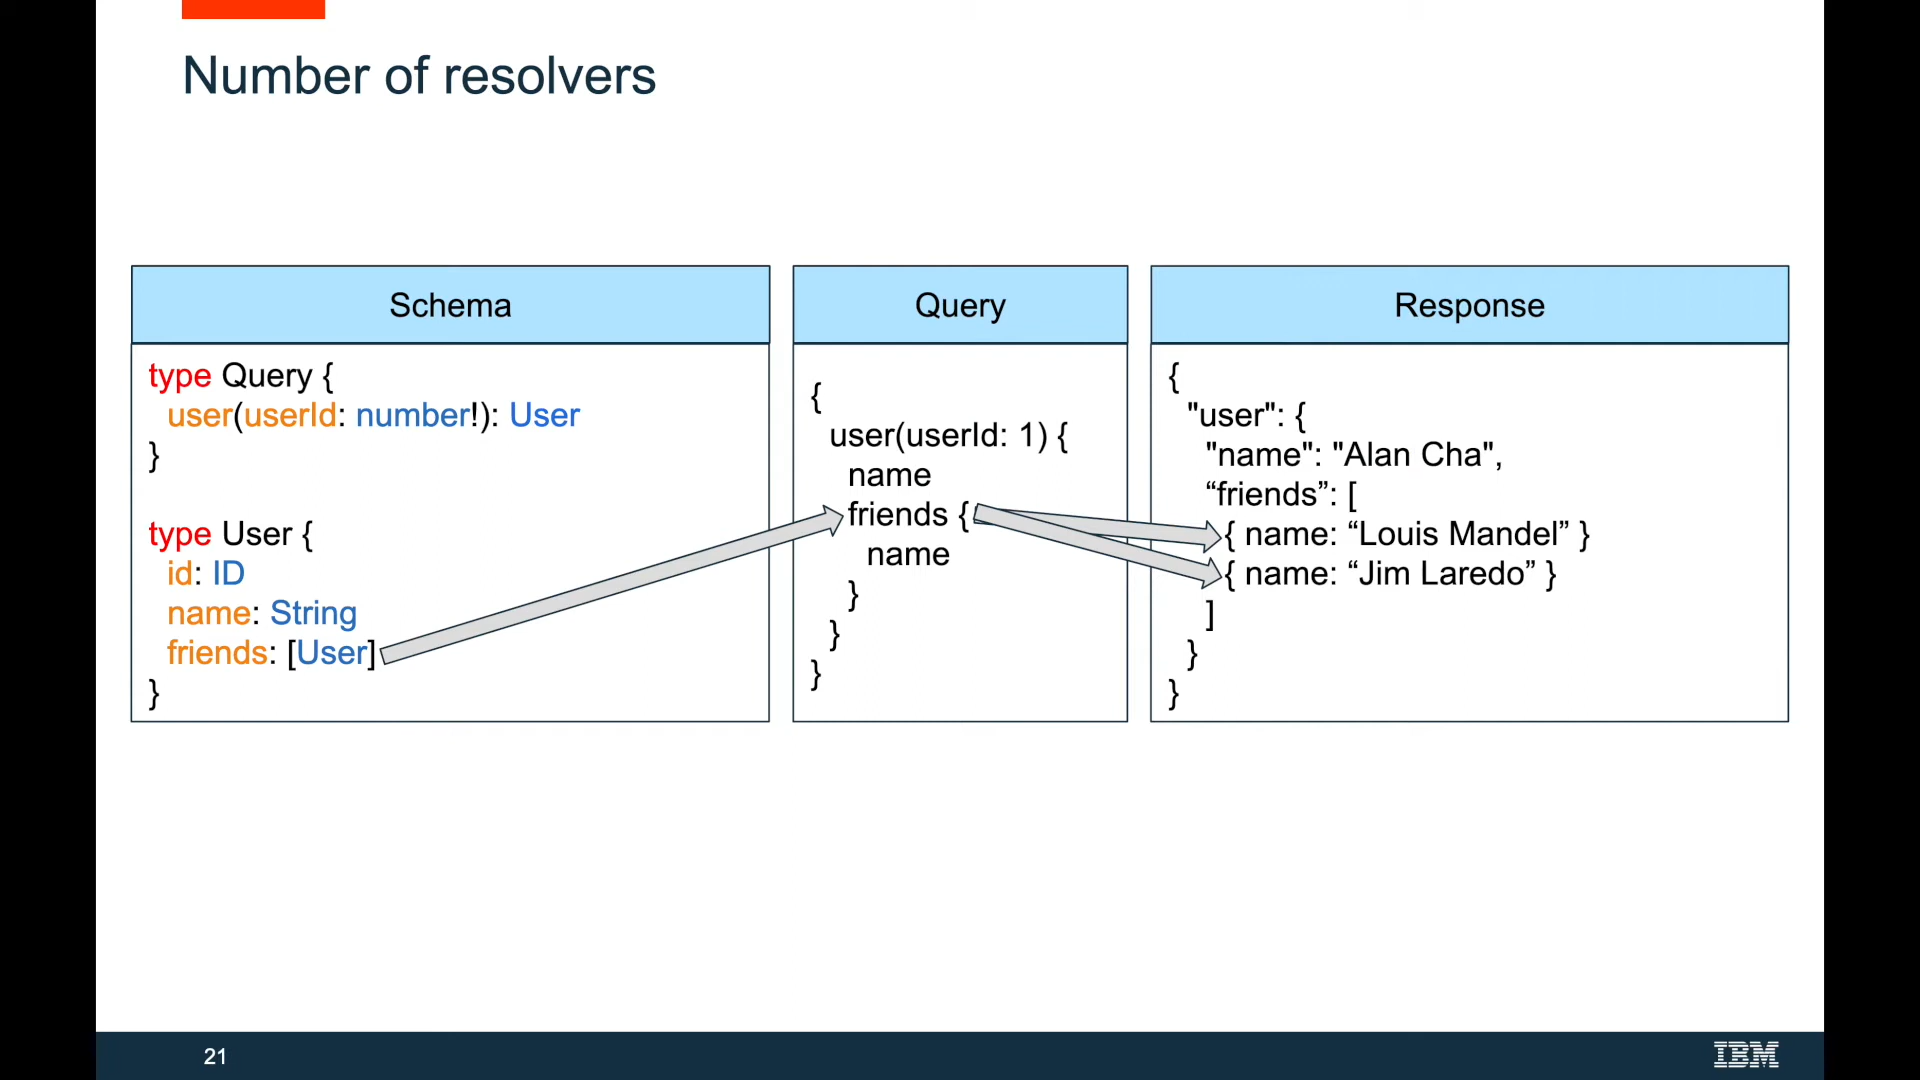 Number of resolvers
Schema
type Query {
user(userId: number!): User
}
type User {
id: ID
name: String
friends: [User]
}
Query
{
user(userId: 1) {
name
friends {
name
}
}
}
Response
{
"user": {
"name": "Alan Cha",
“friends”: [
{ name: “Louis Mandel” }
{ name: “Jim Laredo” }
]
}
}
21
IBM